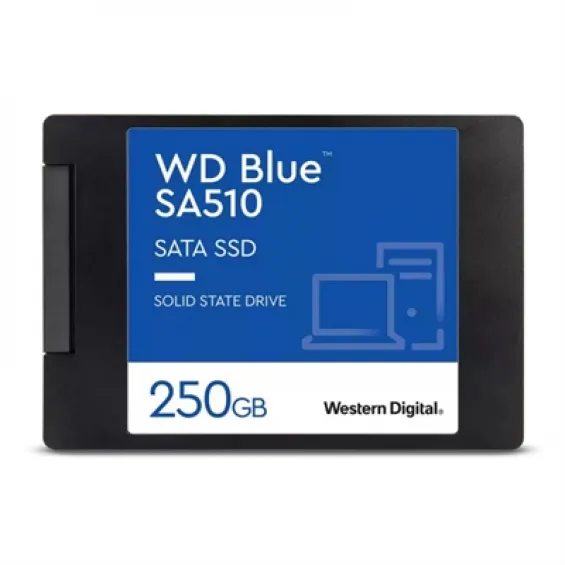 WD Blue™
SA510
SATA SSD
SOLID STATE DRIVE
250GB
Western Digital®